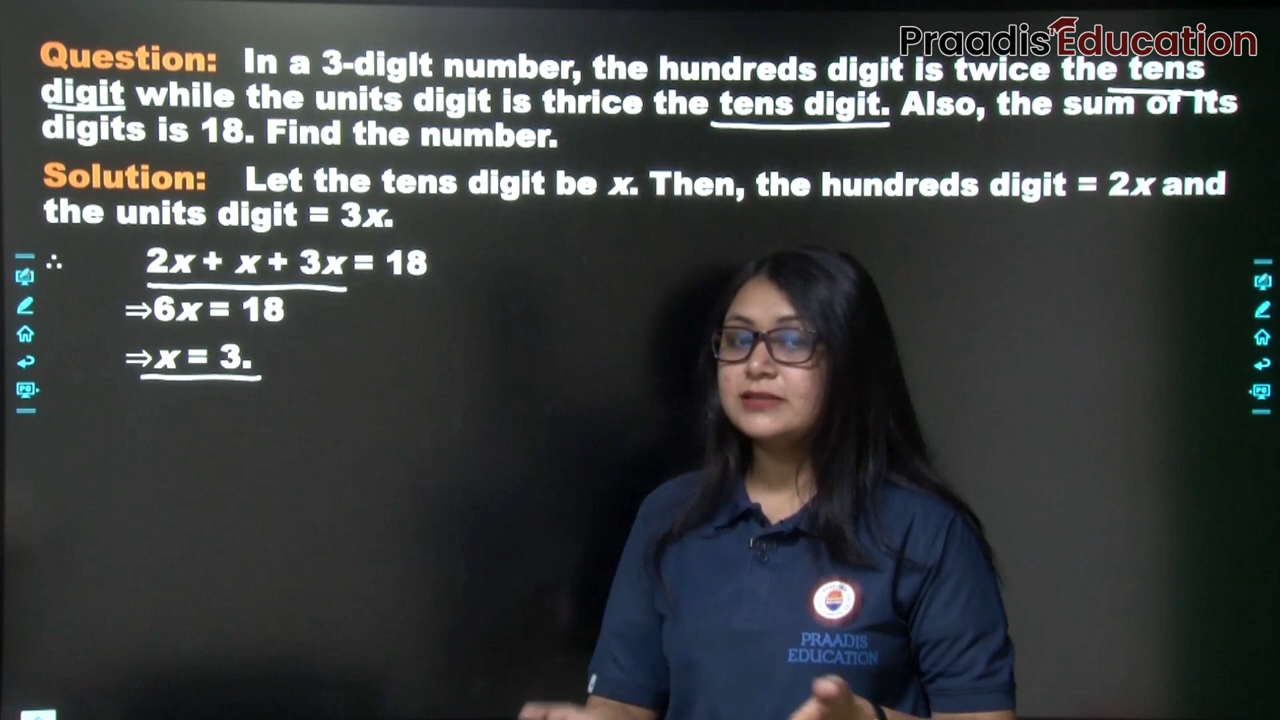 Praadis Education
Question: In a 3-digit number, the hundreds digit is twice the tens
digit while the units digit is thrice the tens digit. Also, the sum of its
digits is 18. Find the number.
Solution: Let the tens digit be x. Then, the hundreds digit = 2x and
the units digit = 3x.
∴ 2x + x + 3x = 18
⇒6x = 18
⇒x = 3.
PRAADIS
EDUCATION